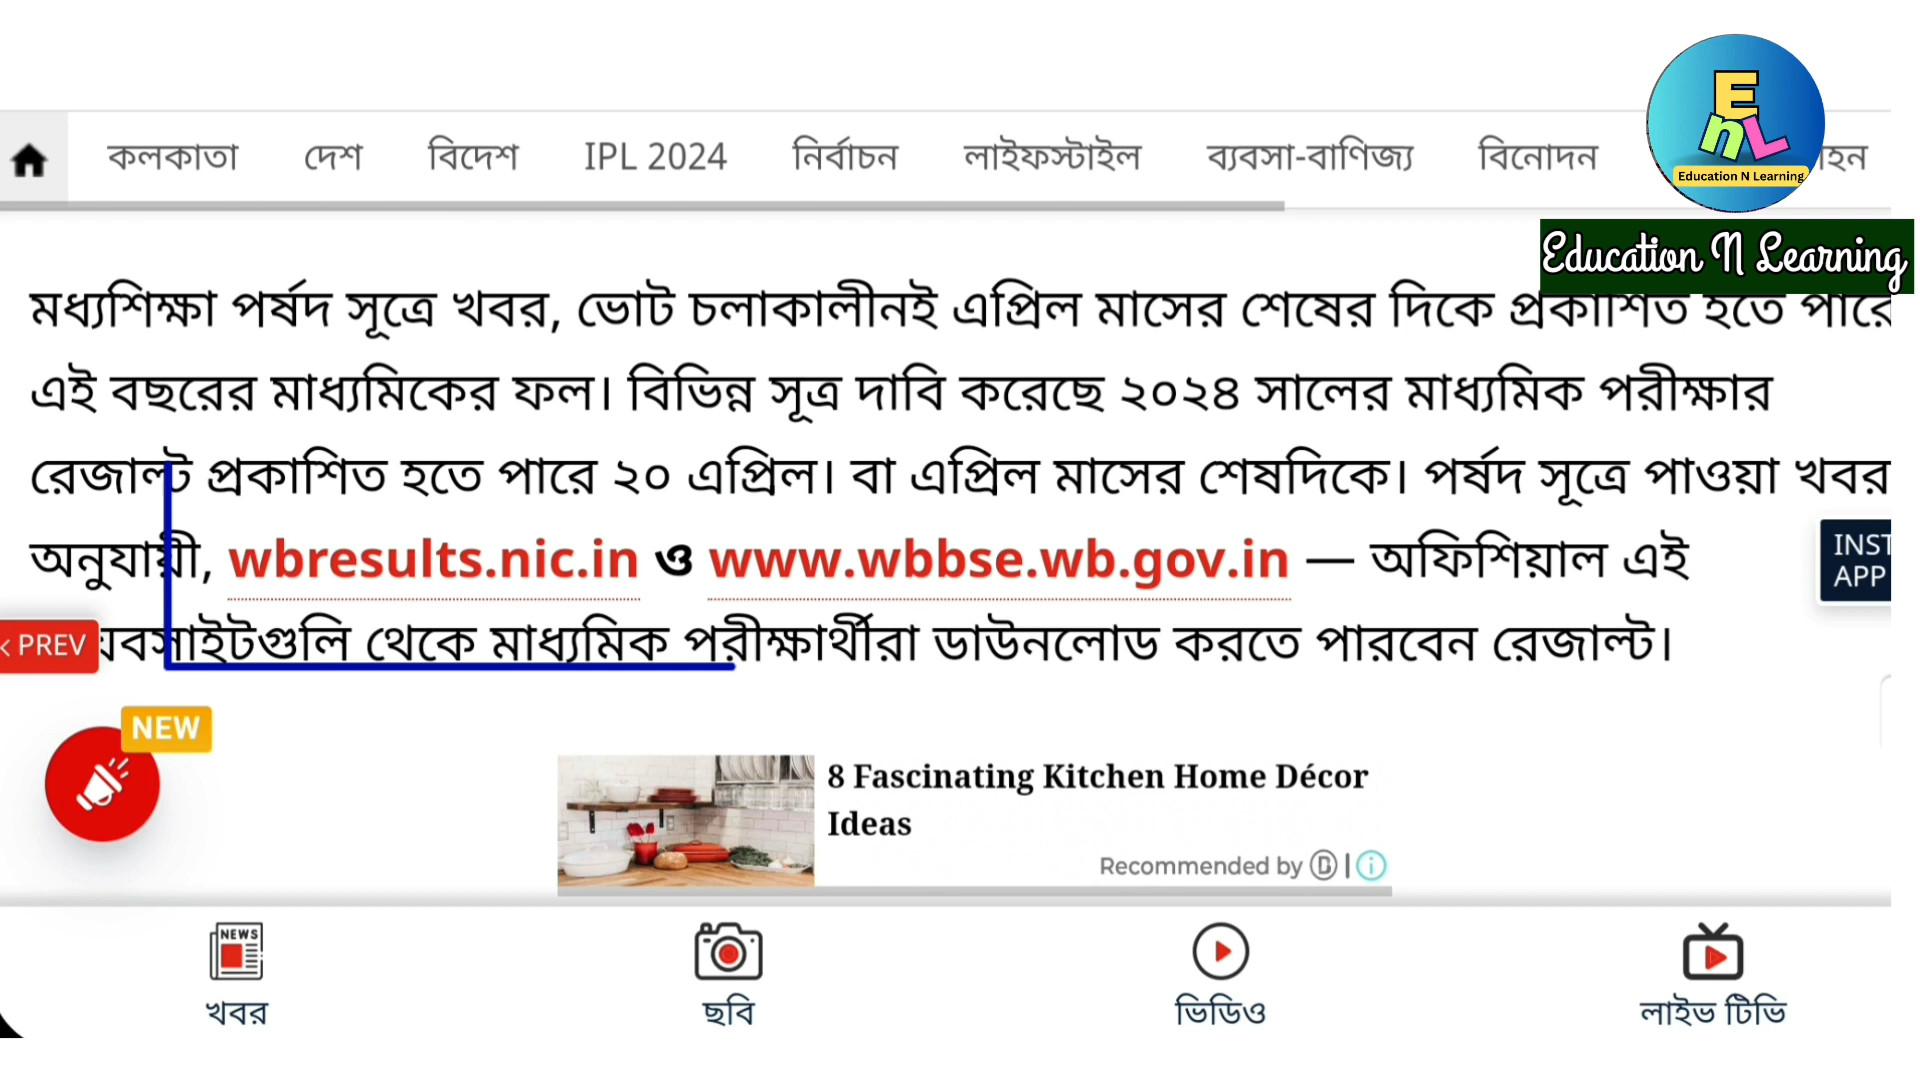 কলকাতা দেশ বিদেশ IPL 2024 নির্বাচন লাইফস্টাইল ব্যবসা-বাণিজ্য বিনোদন
EnL
Education N Learning
Education N Learning
মধ্যশিক্ষা পর্ষদ সূত্রে খবর, ভোট চলাকালীনই এপ্রিল মাসের শেষের দিকে প্রকাশিত হতে পারে
এই বছরের মাধ্যমিকের ফল। বিভিন্ন সূত্র দাবি করেছে ২০২৪ সালের মাধ্যমিক পরীক্ষার
রেজাল্ট প্রকাশিত হতে পারে ২০ এপ্রিল। বা এপ্রিল মাসের শেষদিকে। পর্ষদ সূত্রে পাওয়া খবর
অনুযায়ী, wbresults.nic.in ও www.wbbse.wb.gov.in — অফিশিয়াল এই
INST
APP
< PREV
থেকে মাধ্যমিক পরীক্ষার্থীরা ডাউনলোড করতে পারবেন রেজাল্ট।
NEW
8 Fascinating Kitchen Home Décor
Ideas
Recommended by
NEWS
খবর ছবি ভিডিও লাইভ টিভি